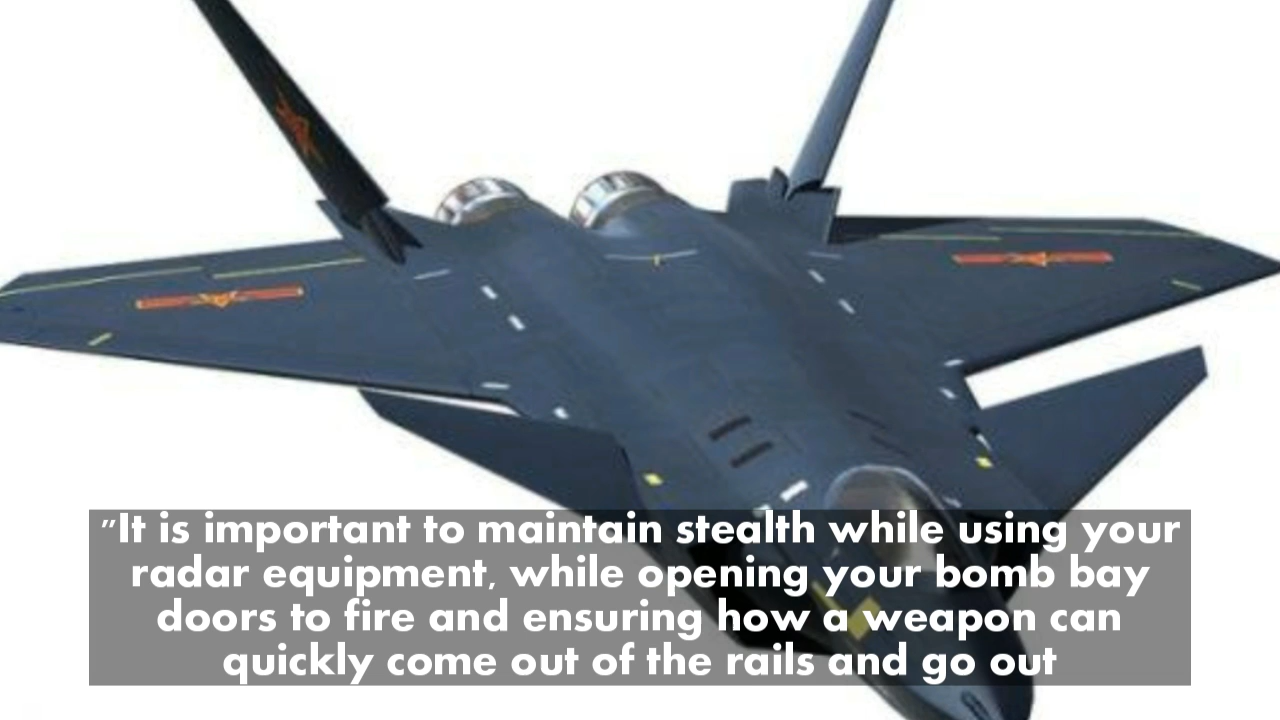 "It is important to maintain stealth while using your
radar equipment, while opening your bomb bay
doors to fire and ensuring how a weapon can
quickly come out of the rails and go out